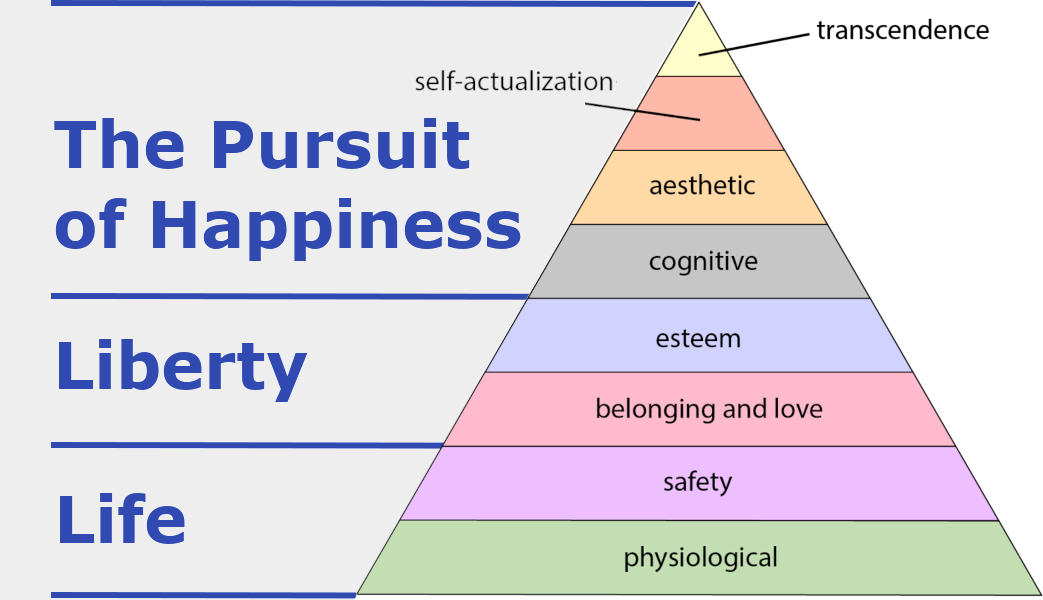 transcendence
self-actualization
The Pursuit
of Happiness
aesthetic
cognitive
esteem
Liberty
belonging and love
safety
Life
physiological